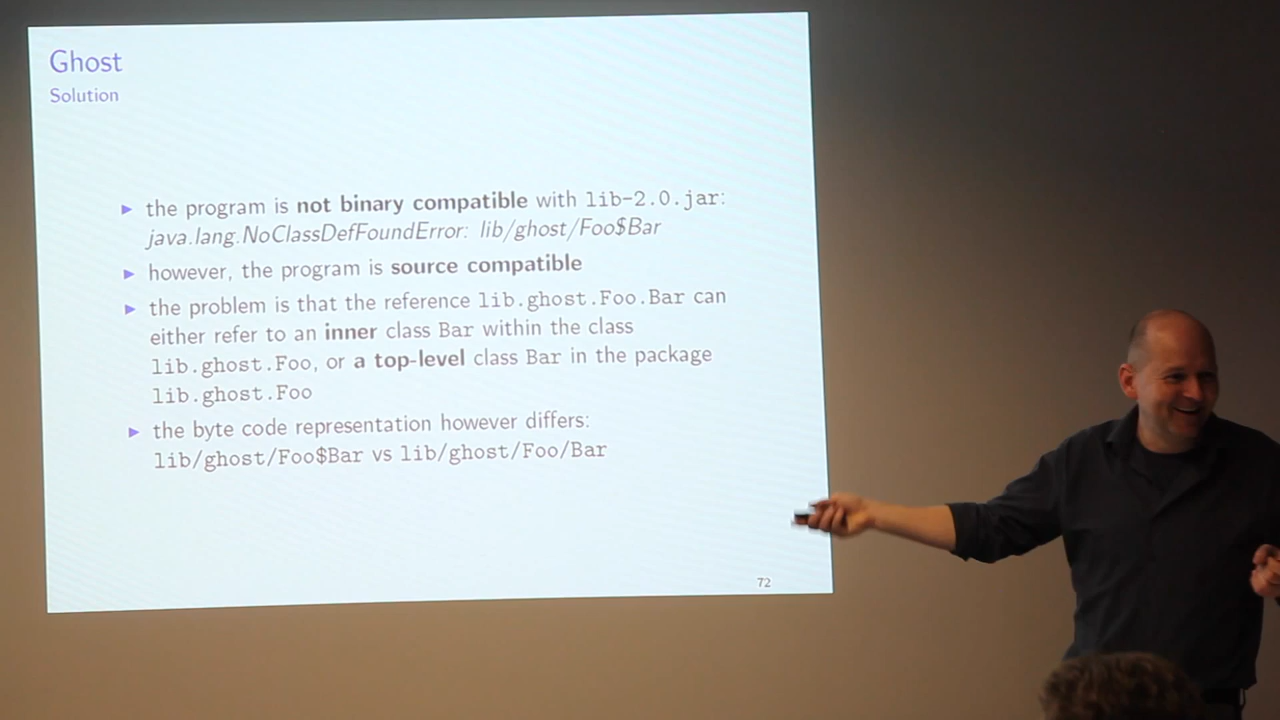 Ghost
Solution
▶ the program is not binary compatible with lib-2.0.jar:
java.lang.NoClassDefFoundError: lib/ghost/Foo$Bar
▶ however, the program is source compatible
▶ the problem is that the reference lib.ghost.Foo.Bar can
either refer to an inner class Bar within the class
lib.ghost.Foo, or a top-level class Bar in the package
lib.ghost.Foo
▶ the byte code representation however differs:
lib/ghost/Foo$Bar vs lib/ghost/Foo/Bar
72